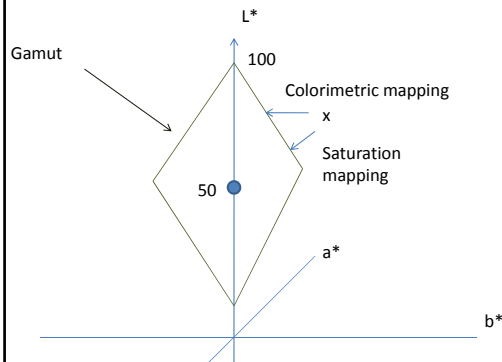 L*
Gamut
100
Colorimetric mapping
x
Saturation
mapping
50
a*
b*